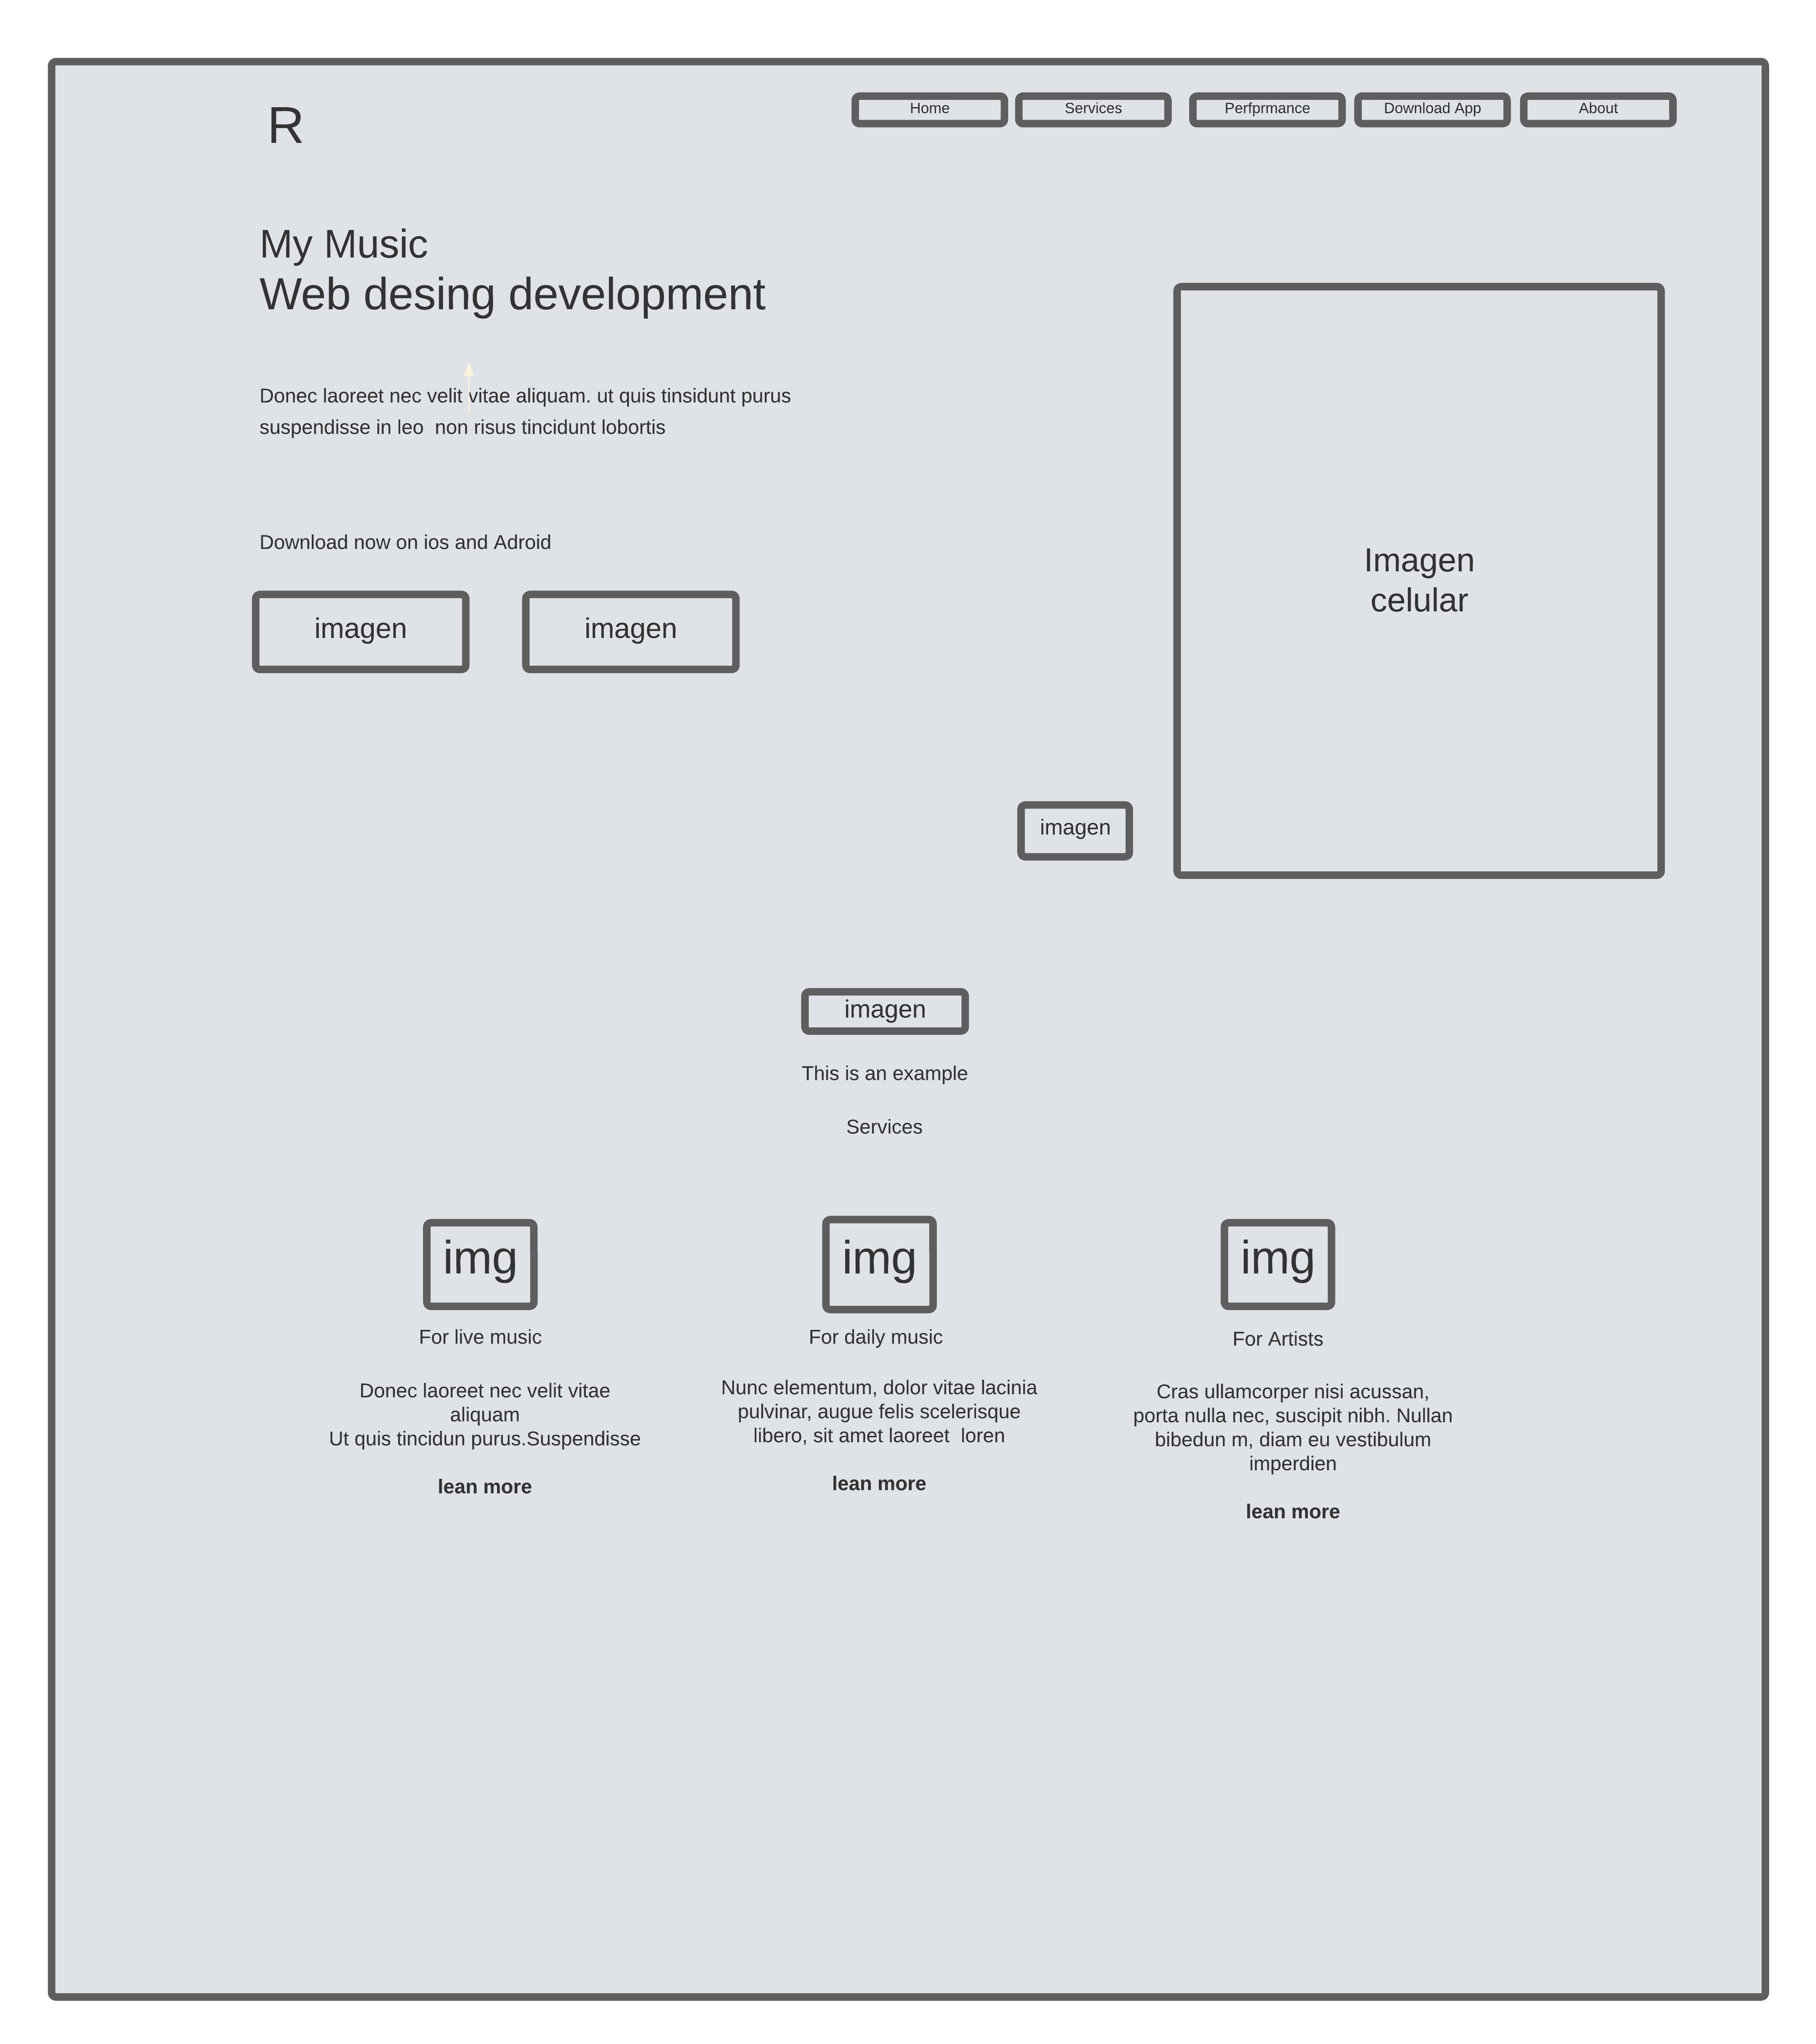 R
Home
Services
Perfprmance
Download App
About
My Music
Web desing development
Donec laoreet nec velit vitae aliquam. ut quis tinsidunt purus
suspendisse in leo  non risus tincidunt lobortis
Download now on ios and Adroid
imagen
imagen
Imagen
celular
imagen
imagen
This is an example
Services
img
For live music
Donec laoreet nec velit vitae
aliquam
Ut quis tincidun purus.Suspendisse
lean more
img
For daily music
Nunc elementum, dolor vitae lacinia
pulvinar, augue felis scelerisque
libero, sit amet laoreet  loren
lean more
img
For Artists
Cras ullamcorper nisi acussan,
porta nulla nec, suscipit nibh. Nullan
bibedun m, diam eu vestibulum
imperdien
lean more